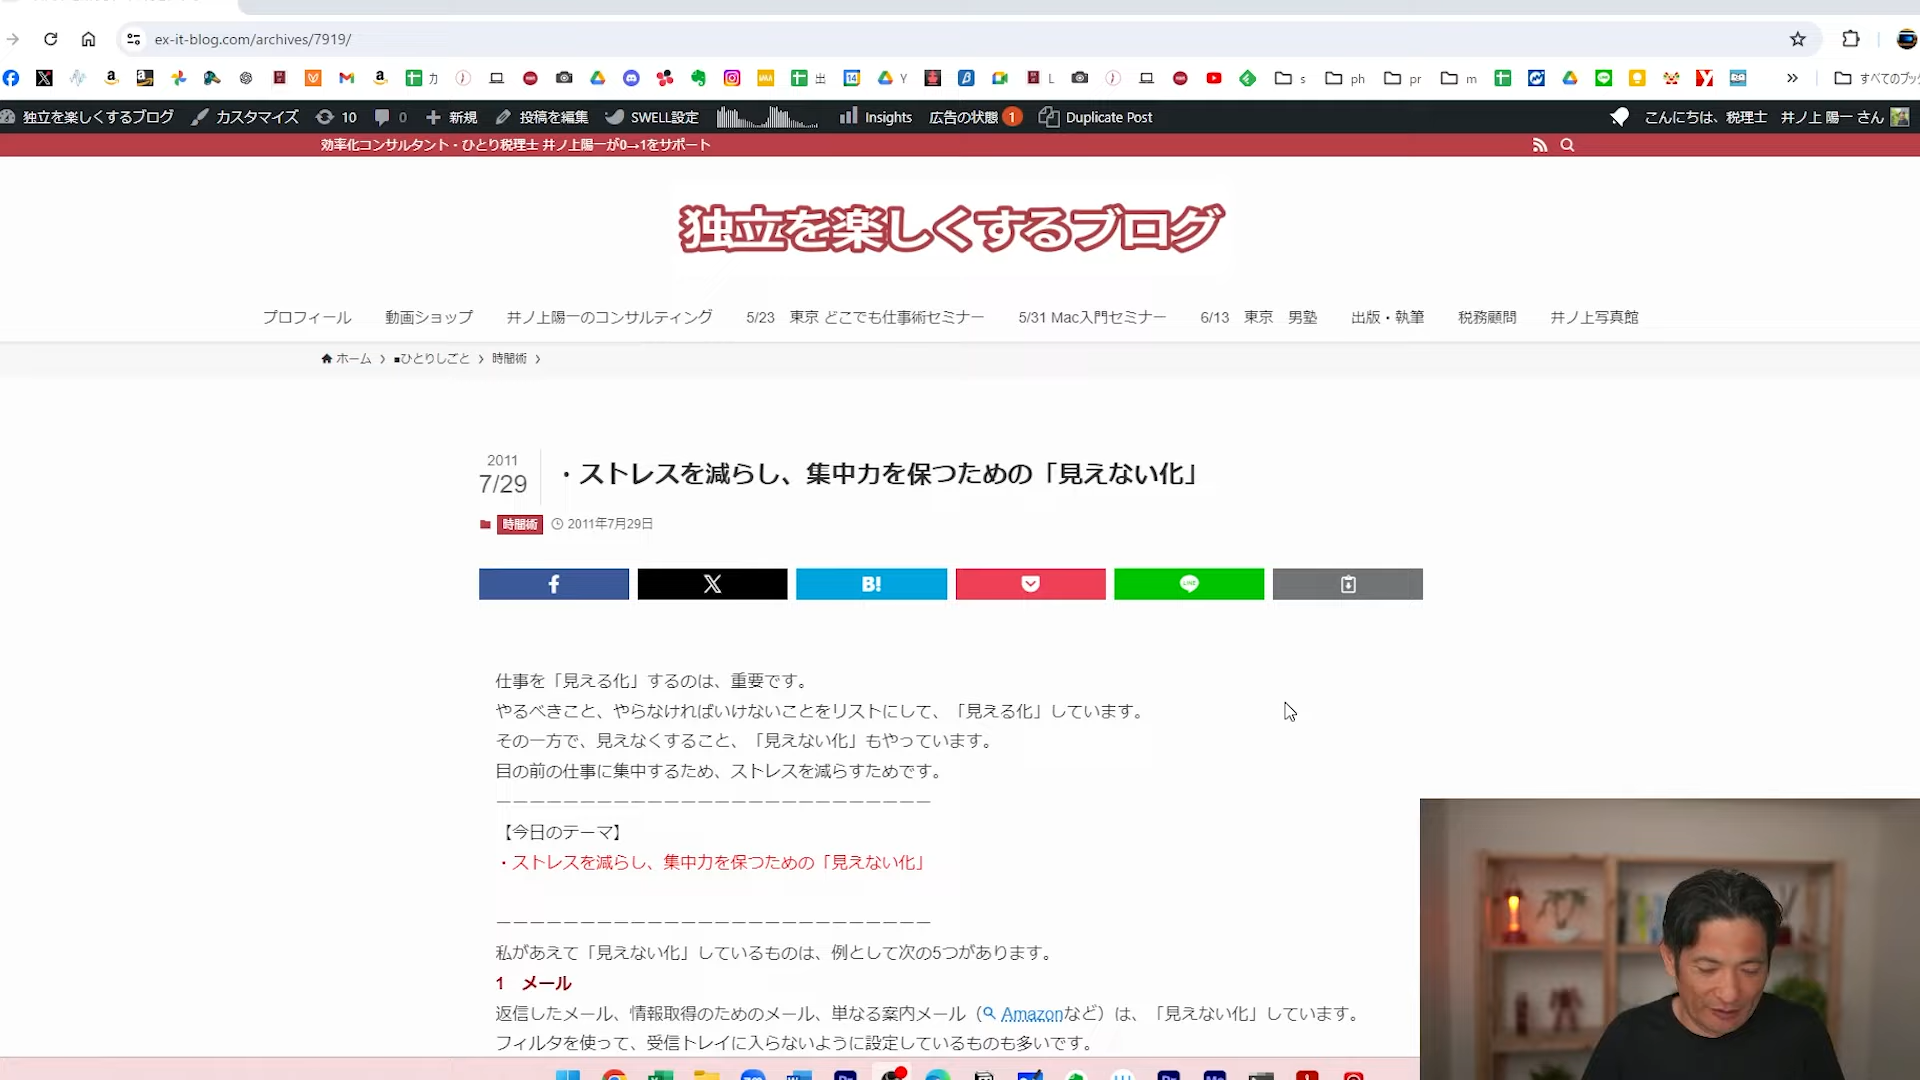 ex-it-blog.com/archives/7919/
カ
出
Y
L
s
ph
pr
m
すべてのブック
独立を楽しくするブログ
カスタマイズ
10
0
新規
投稿を編集
SWELL設定
Insights
広告の状態
1
Duplicate Post
こんにちは、税理士　井ノ上 陽一 さん
効率化コンサルタント・ひとり税理士 井ノ上陽一が0→1をサポート
独立を楽しくするブログ
プロフィール
動画ショップ
井ノ上陽一のコンサルティング
5/23　東京 どこでも仕事術セミナー
5/31 Mac入門セミナー
6/13　東京　男塾
出版・執筆
税務顧問
井ノ上写真館
ホーム
■ひとりしごと
時間術
2011
7/29
・ストレスを減らし、集中力を保つための「見えない化」
時間術
2011年7月29日
B!
LINE
仕事を「見える化」するのは、重要です。
やるべきこと、やらなければいけないことをリストにして、「見える化」しています。
その一方で、見えなくすること、「見えない化」もやっています。
目の前の仕事に集中するため、ストレスを減らすためです。
【今日のテーマ】
・ストレスを減らし、集中力を保つための「見えない化」
私があえて「見えない化」しているものは、例として次の5つがあります。
1　メール
返信したメール、情報取得のためのメール、単なる案内メール（Amazonなど）は、「見えない化」しています。
フィルタを使って、受信トレイに入らないように設定しているものも多いです。